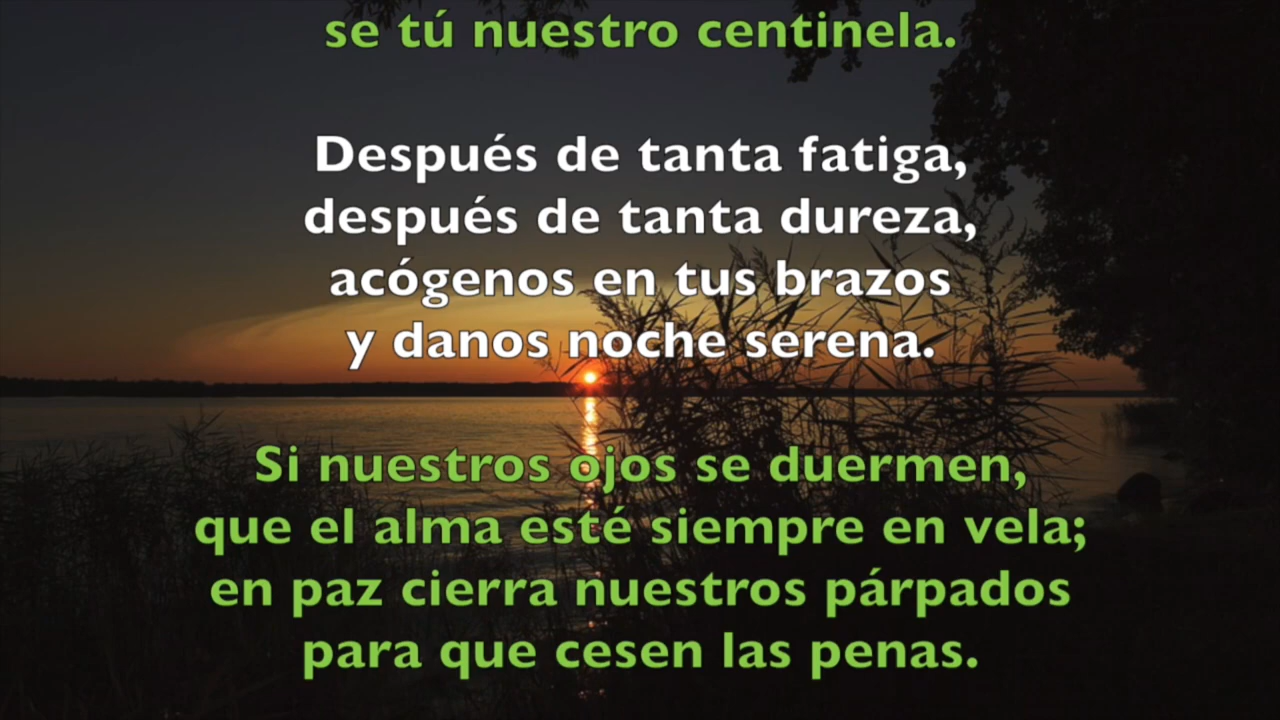 se tú nuestro centinela.
Después de tanta fatiga,
después de tanta dureza,
acógenos en tus brazos
y danos noche serena.
Si nuestros ojos se duermen,
que el alma esté siempre en vela;
en paz cierra nuestros párpados
para que cesen las penas.